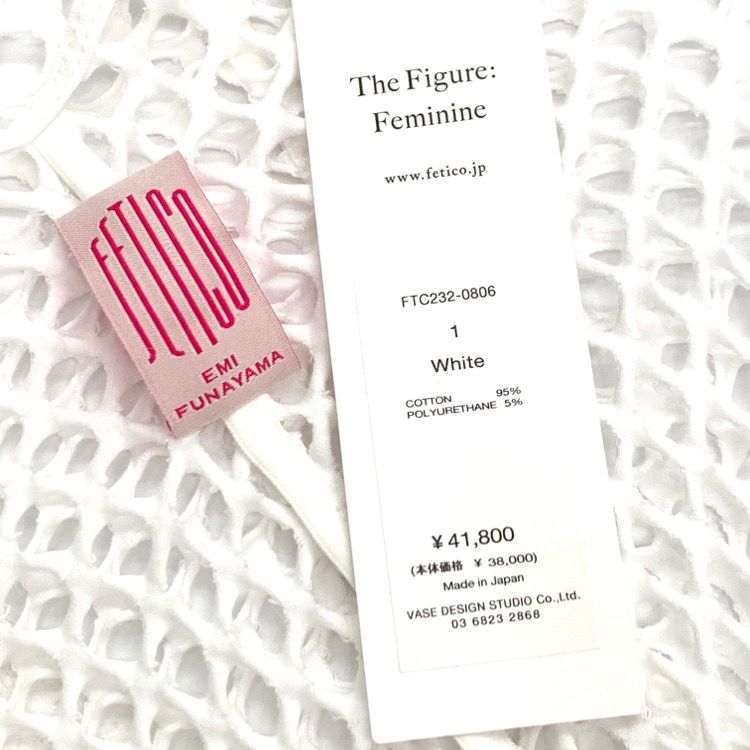 The Figure:
Feminine
www.fetico.jp
FETICO
EMI
FUNAYAMA
FTC232-0806
1
White
COTTON 95%
POLYURETHANE 5%
¥ 41,800
(本体価格 ¥ 38,000)
Made in Japan
VASE DESIGN STUDIO Co.,Ltd.
03 6823 2868